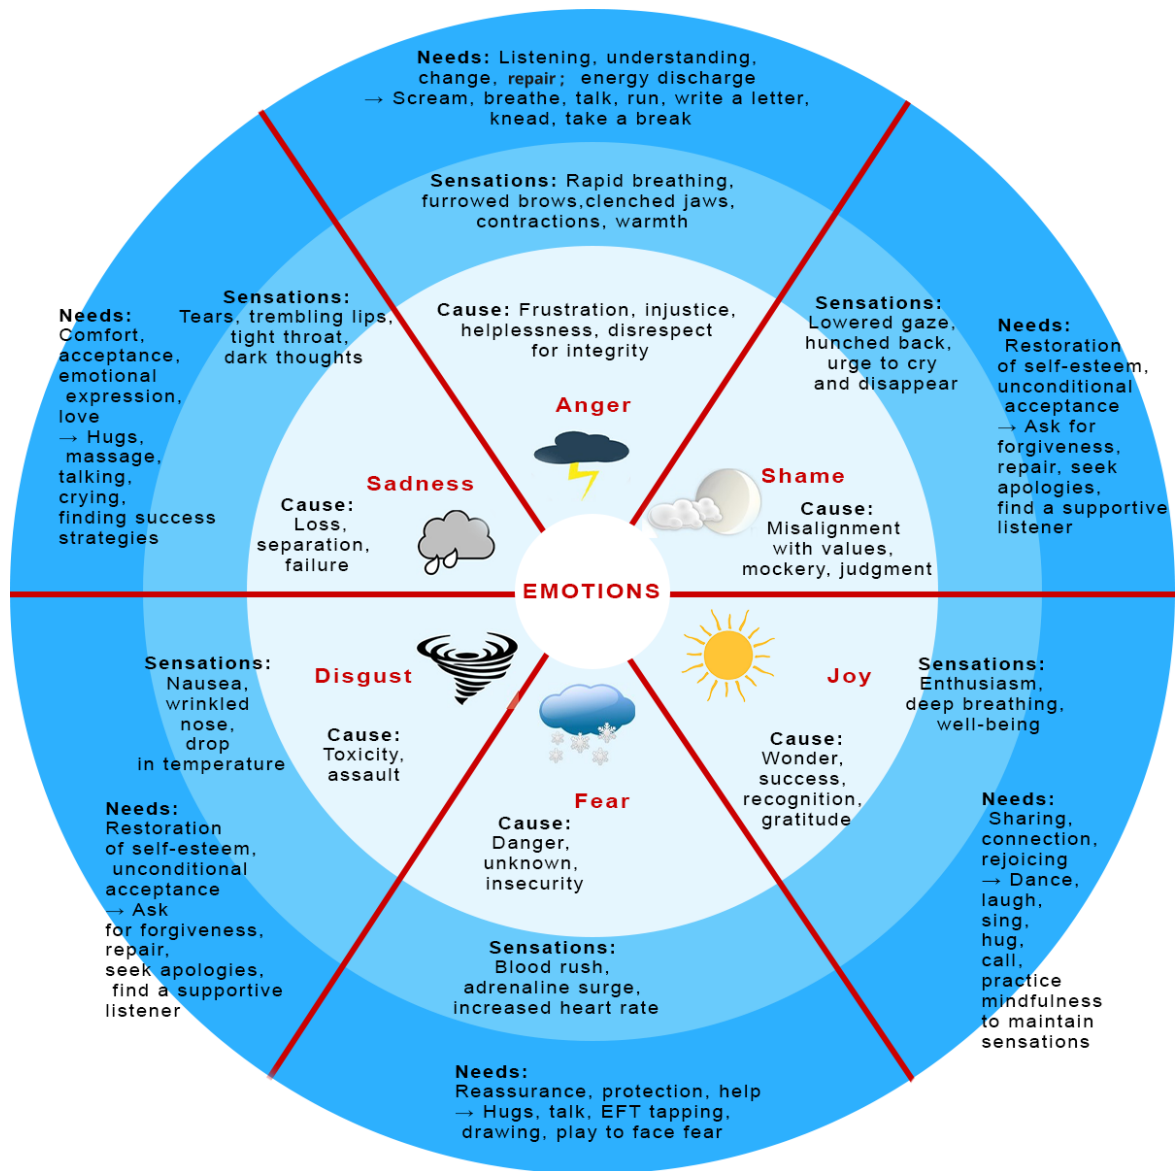 Needs: Listening, understanding,
change, repair; energy discharge
→ Scream, breathe, talk, run, write a letter,
knead, take a break
Sensations: Rapid breathing,
furrowed brows,clenched jaws,
contractions, warmth
Cause: Frustration, injustice,
helplessness, disrespect
for integrity
Anger
Sensations:
Lowered gaze,
hunched back,
urge to cry
and disappear
Needs:
Restoration
of self-esteem,
unconditional
acceptance
→ Ask for
forgiveness,
repair, seek
apologies,
find a supportive
listener
Shame
Cause:
Misalignment
with values,
mockery, judgment
Needs:
Comfort,
acceptance,
emotional
expression,
love
→ Hugs,
massage,
talking,
crying,
finding success
strategies
Sensations:
Tears, trembling lips,
tight throat,
dark thoughts
Sadness
Cause:
Loss,
separation,
failure
EMOTIONS
Disgust
Cause:
Toxicity,
assault
Sensations:
Nausea,
wrinkled
nose,
drop
in temperature
Needs:
Restoration
of self-esteem,
unconditional
acceptance
→ Ask
for forgiveness,
repair,
seek apologies,
find a supportive
listener
Fear
Cause:
Danger,
unknown,
insecurity
Sensations:
Blood rush,
adrenaline surge,
increased heart rate
Needs:
Reassurance, protection, help
→ Hugs, talk, EFT tapping,
drawing, play to face fear
Joy
Cause:
Wonder,
success,
recognition,
gratitude
Sensations:
Enthusiasm,
deep breathing,
well-being
Needs:
Sharing,
connection,
rejoicing
→ Dance,
laugh,
sing,
hug,
call,
practice
mindfulness
to maintain
sensations